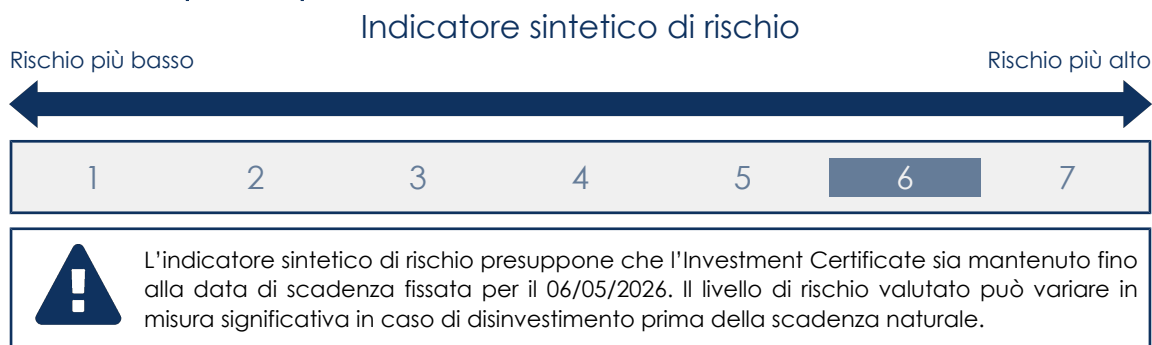 Indicatore sintetico di rischio
Rischio più basso
Rischio più alto
1 2 3 4 5 6 7
L'indicatore sintetico di rischio presuppone che l'Investment Certificate sia mantenuto fino
alla data di scadenza fissata per il 06/05/2026. Il livello di rischio valutato può variare in
misura significativa in caso di disinvestimento prima della scadenza naturale.